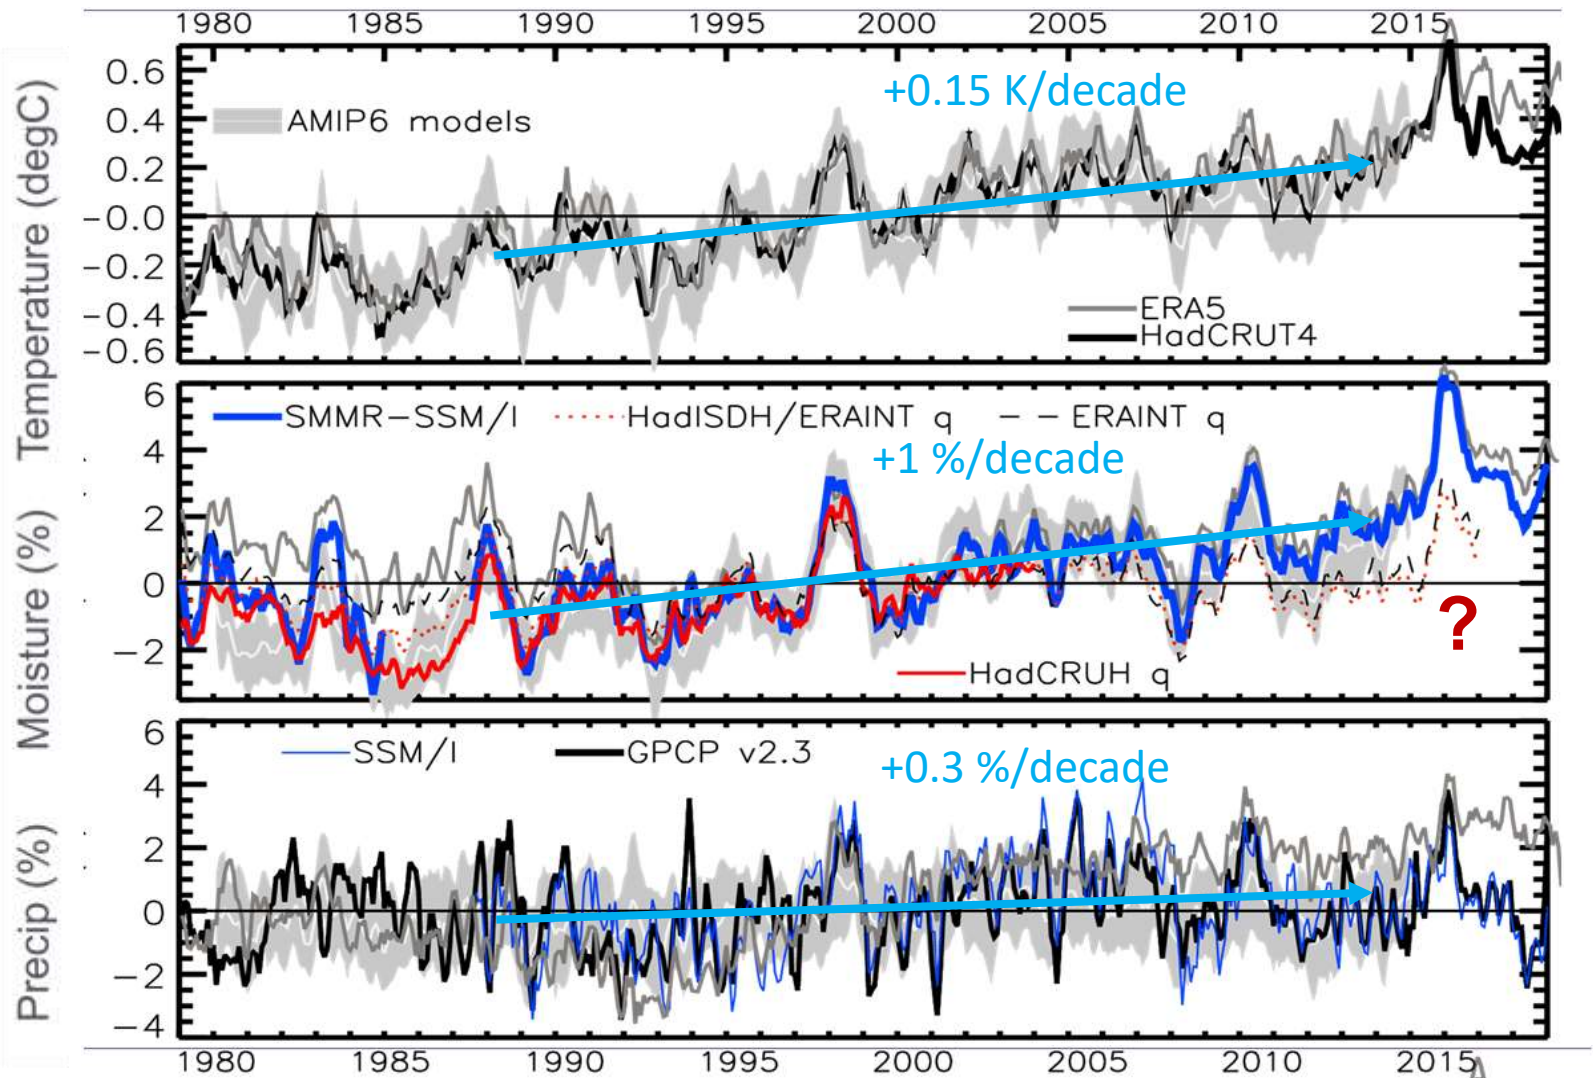 1980 1985 1990 1995 2000 2005 2010 2015
Temperature (degC)
0.6
0.4
0.2
-0.0
-0.2
-0.4
-0.6
+0.15 K/decade
AMIP6 models
ERA5
HadCRUT4
Moisture (%)
6
4
2
0
-2
SMMR-SSM/I HadISDH/ERAINT q ERAINT q
+1 %/decade
?
HadCRUH q
Precip (%)
6
4
2
0
-2
-4
SSM/I GPCP v2.3
+0.3 %/decade
1980 1985 1990 1995 2000 2005 2010 2015